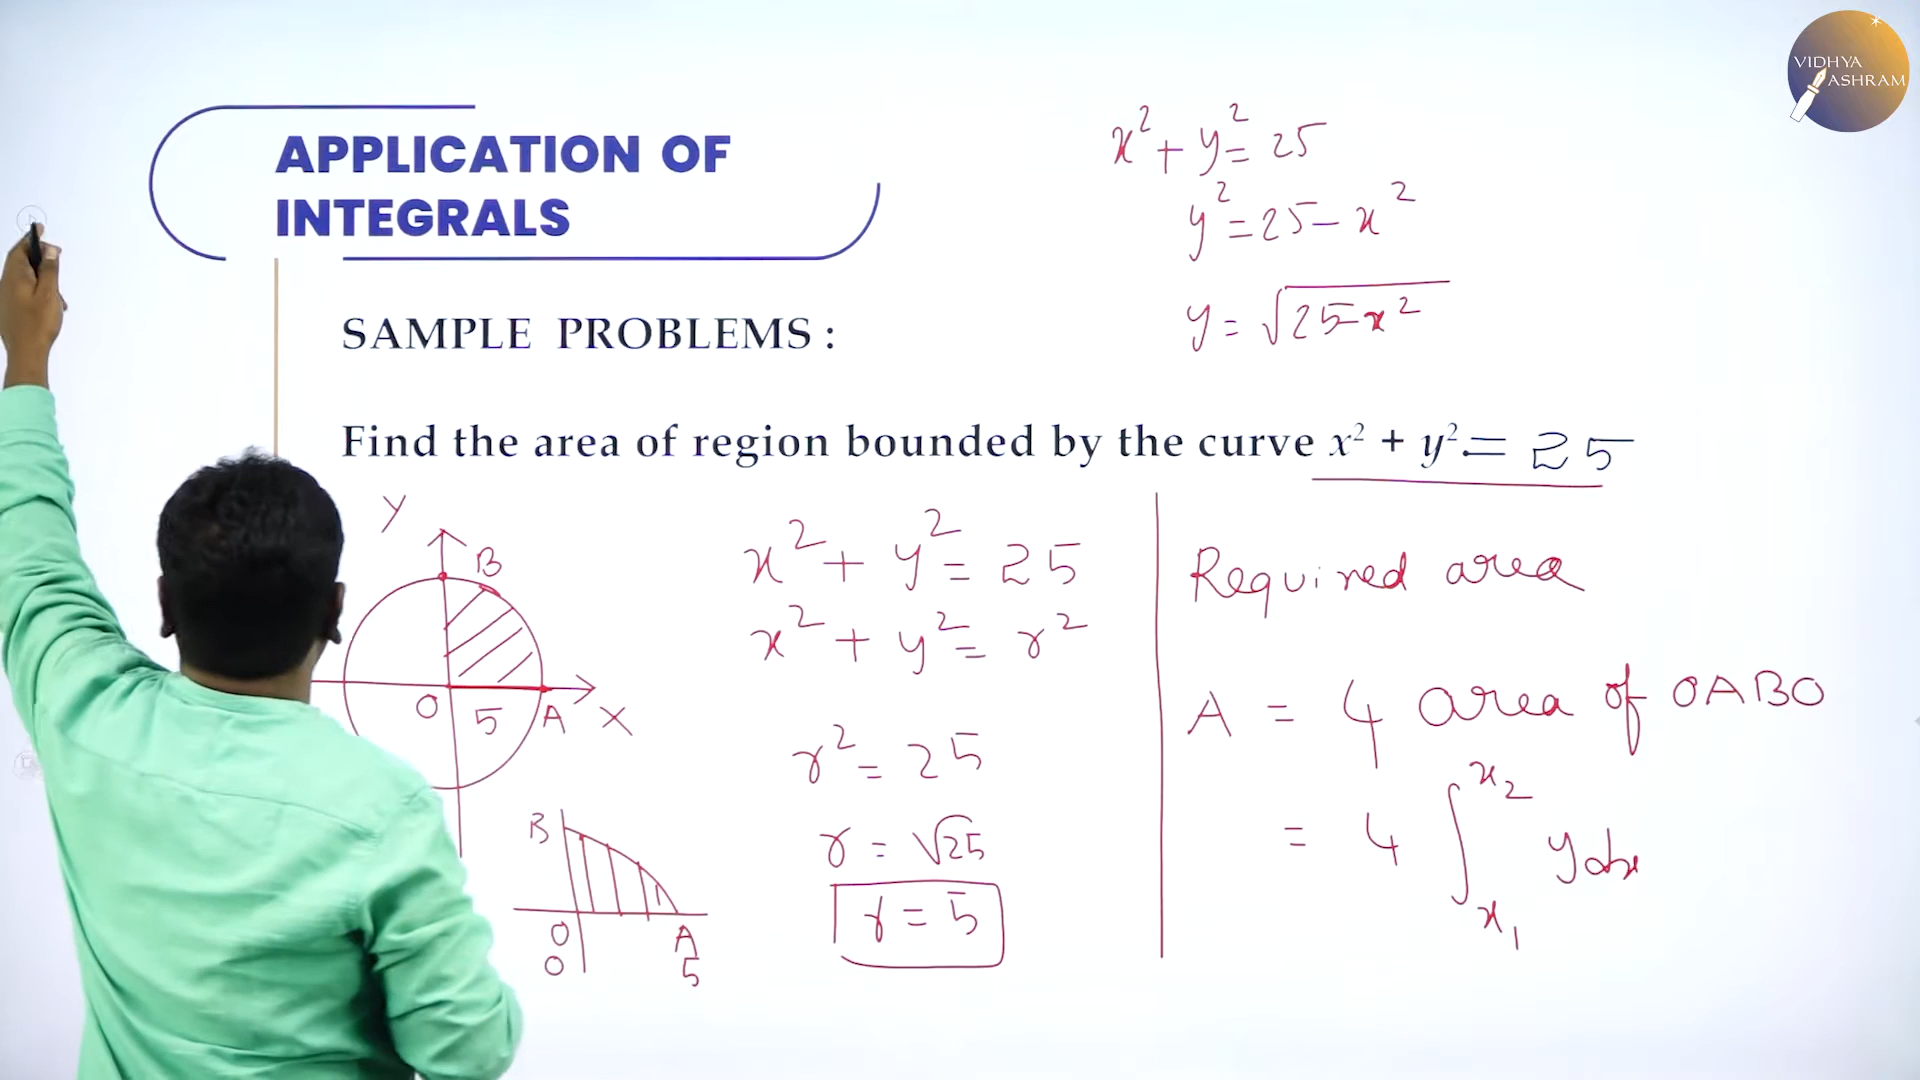 VIDHYA
ASHRAM
APPLICATION OF
INTEGRALS
x² + y² = 25
y² = 25 – x²
y = √25-x²
SAMPLE PROBLEMS :
Find the area of region bounded by the curve x² + y². = 25
Y
B
O
5
A
X
x² + y² = 25
x² + y² = r²
r² = 25
r = √25
r = 5
B
O
A
0
5
Required area
A = 4 area of OABO
= 4 ∫ x₁ x₂ y dx